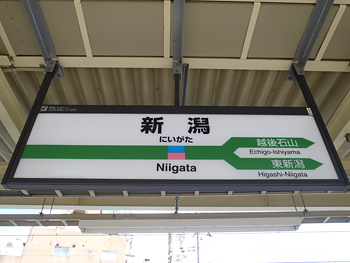 新潟
にいがた
Niigata
越後石山
Echigo-Ishiyama
東新潟
Higashi-Niigata